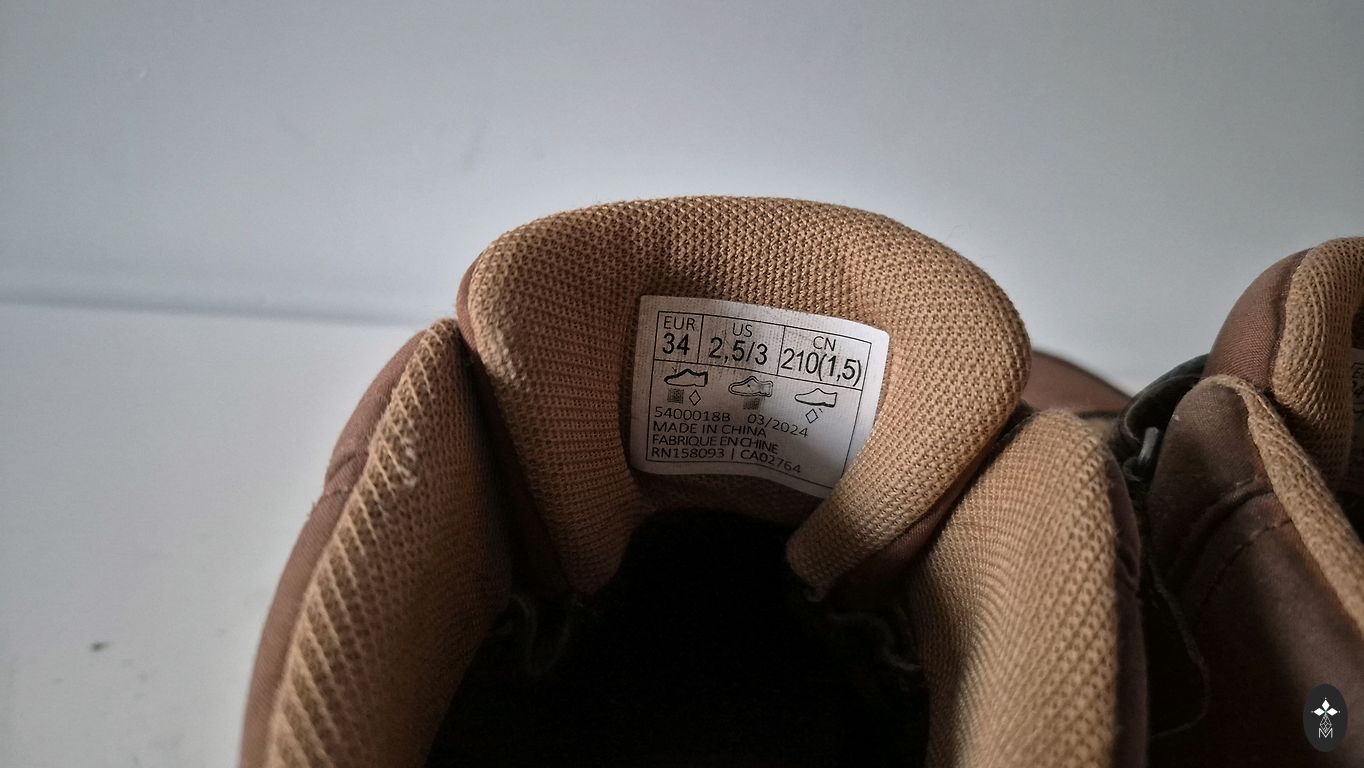 EUR US CN
34 2,5/3 210(1,5)
5400018B 03/2024
MADE IN CHINA
FABRIQUE EN CHINE
RN158093 | CA02764
M